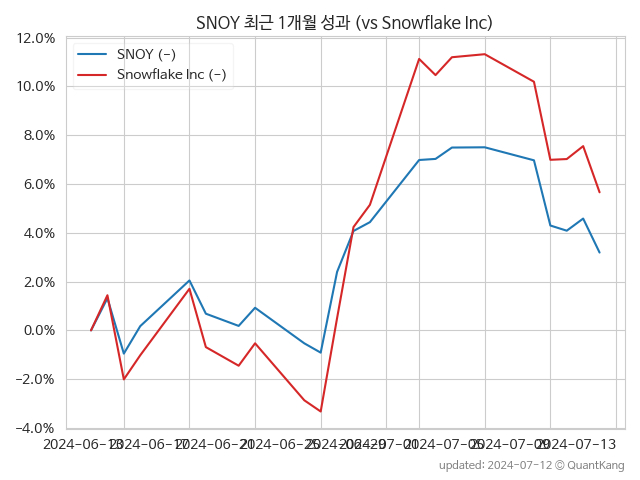 SNOY 최근 1개월 성과 (vs Snowflake Inc)
12.0%
10.0%
8.0%
6.0%
4.0%
2.0%
0.0%
-2.0%
-4.0%
SNOY (-)
Snowflake Inc (-)
2024-06-13 2024-06-17 2024-06-21 2024-06-25 2024-06-29 2024-07-01 2024-07-05 2024-07-09 2024-07-13
updated: 2024-07-12 © QuantKang